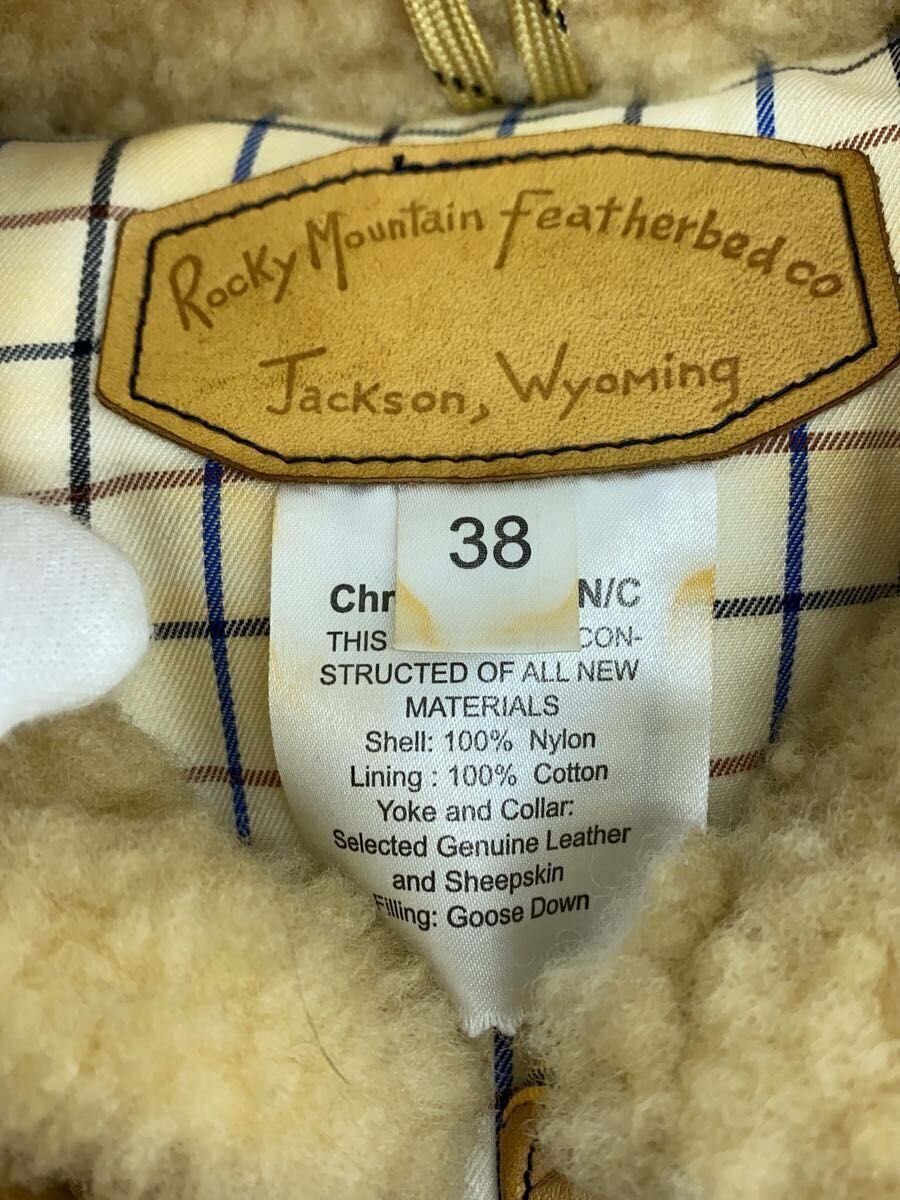 Rocky Mountain Featherbed co
Jackson, Wyoming
38
Chr N/C
THIS CON-
STRUCTED OF ALL NEW
MATERIALS
Shell: 100% Nylon
Lining : 100% Cotton
Yoke and Collar:
Selected Genuine Leather
and Sheepskin
Filling: Goose Down